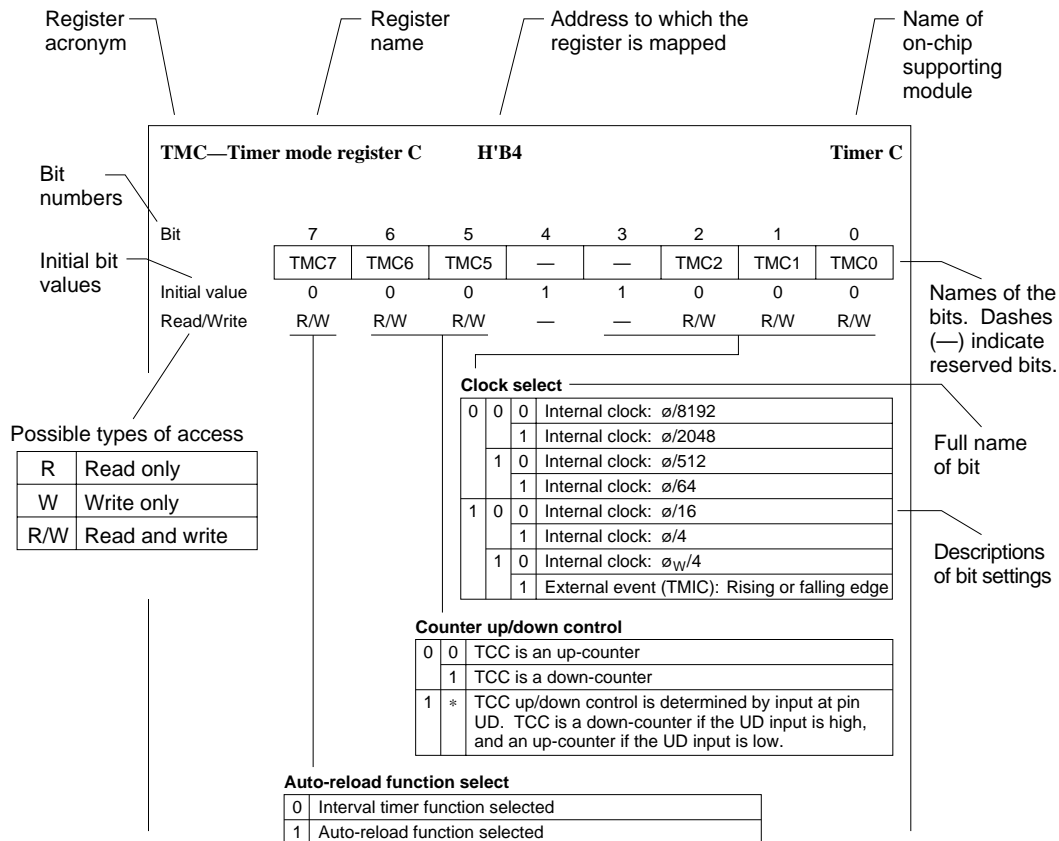 Register acronym
Register name
Address to which the register is mapped
Name of on-chip supporting module
TMC—Timer mode register C H'B4 Timer C
Bit numbers
Bit 7 6 5 4 3 2 1 0
Initial bit values
TMC7 TMC6 TMC5 — — TMC2 TMC1 TMC0
Initial value 0 0 0 1 1 0 0 0
Read/Write R/W R/W R/W — — R/W R/W R/W
Names of the bits. Dashes (—) indicate reserved bits.
Possible types of access
R Read only
W Write only
R/W Read and write
Clock select
0 0 0 Internal clock: ø/8192
1 Internal clock: ø/2048
1 0 Internal clock: ø/512
1 Internal clock: ø/64
1 0 0 Internal clock: ø/16
1 Internal clock: ø/4
1 0 Internal clock: øW/4
1 External event (TMIC): Rising or falling edge
Full name of bit
Descriptions of bit settings
Counter up/down control
0 0 TCC is an up-counter
1 TCC is a down-counter
1 * TCC up/down control is determined by input at pin
UD. TCC is a down-counter if the UD input is high,
and an up-counter if the UD input is low.
Auto-reload function select
0 Interval timer function selected
1 Auto-reload function selected